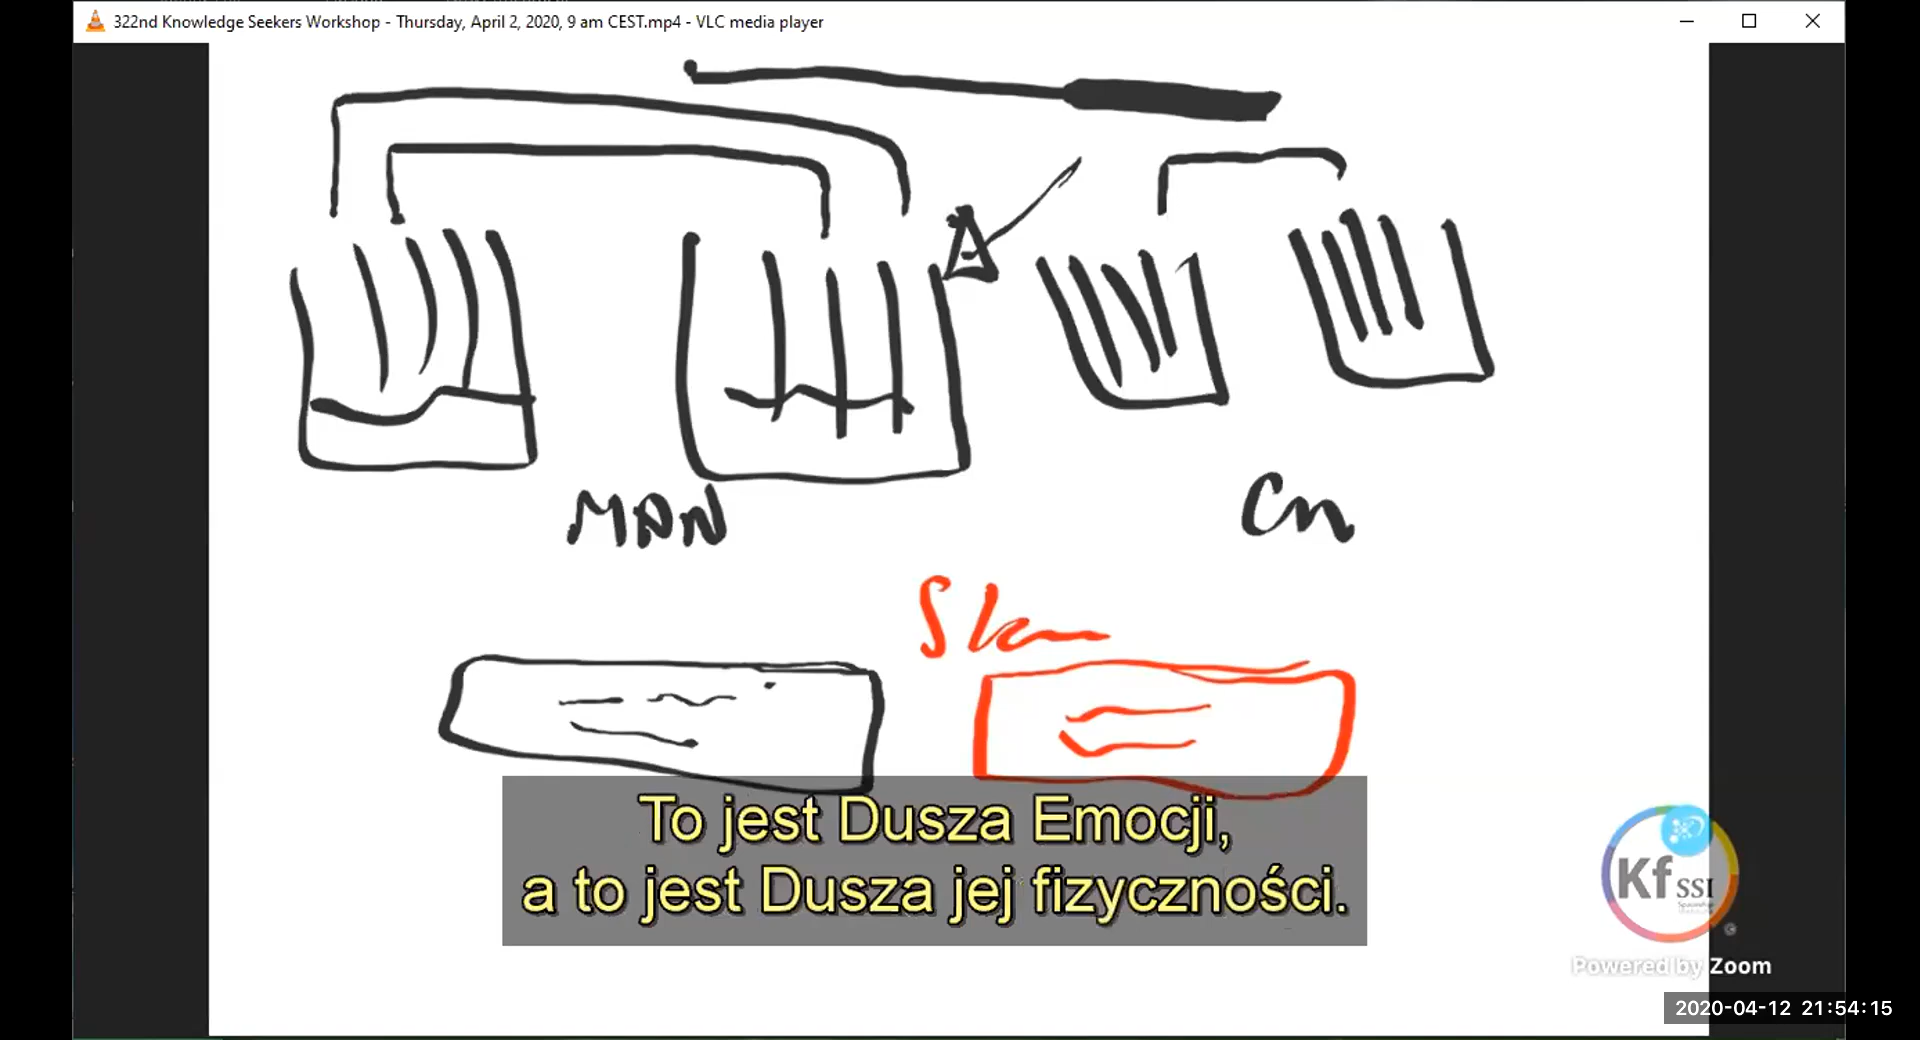 322nd Knowledge Seekers Workshop - Thursday, April 2, 2020, 9 am CEST.mp4 - VLC media player
MAN
To jest Dusza Emocji,
a to jest Dusza jej fizyczności.
Kf SSI
Powered by Zoom
2020-04-12 21:54:15